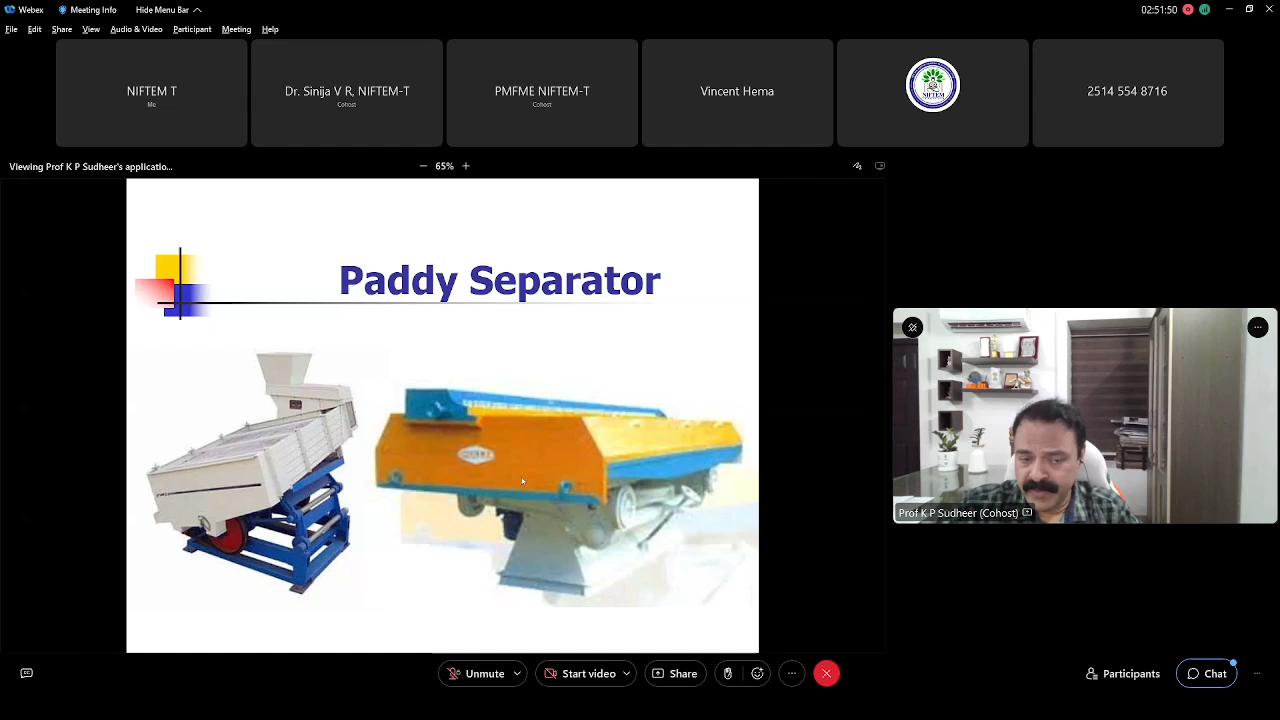 Webex
Meeting Info
Hide Menu Bar
02:51:50
File Edit Share View Audio & Video Participant Meeting Help
NIFTEM T
Me
Dr. Sinija V R, NIFTEM-T
Cohost
PMFME NIFTEM-T
Cohost
Vincent Hema
NIFTEM
2514 554 8716
Viewing Prof K P Sudheer's applicatio...
65%
Paddy Separator
Prof K P Sudheer (Cohost)
Unmute
Start video
Share
Participants
Chat